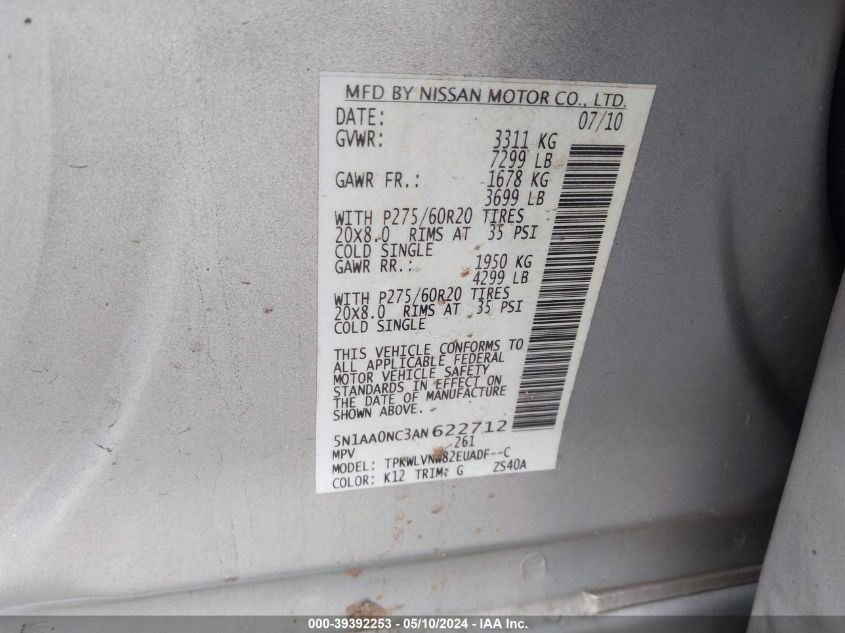 MFD BY NISSAN MOTOR CO., LTD.
DATE: 07/10
GVWR: 3311 KG
7299 LB
GAWR FR.: 1678 KG
3699 LB
WITH P275/60R20 TIRES
20X8.0 RIMS AT 35 PSI
COLD SINGLE
GAWR RR.: 1950 KG
4299 LB
WITH P275/60R20 TIRES
20X8.0 RIMS AT 35 PSI
COLD SINGLE
THIS VEHICLE CONFORMS TO
ALL APPLICABLE FEDERAL
MOTOR VEHICLE SAFETY
STANDARDS IN EFFECT ON
THE DATE OF MANUFACTURE
SHOWN ABOVE.
5N1AA0NC3AN622712
MPV 261
MODEL: TPKWLVNW82EUADF--C
COLOR: K12 TRIM: G ZS40A
000-39392253 - 05/10/2024 - IAA Inc.